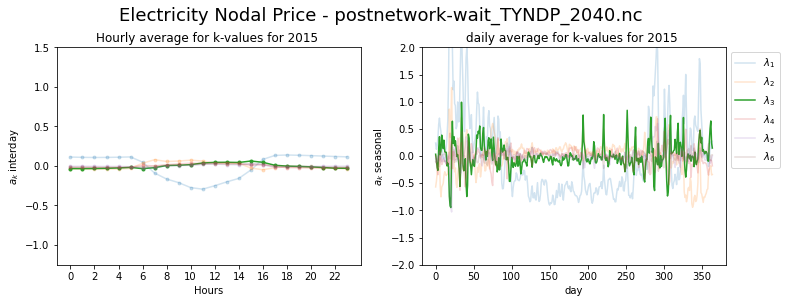 Electricity Nodal Price - postnetwork-wait_TYNDP_2040.nc
Hourly average for k-values for 2015
1.5
1.0
0.5
0.0
−0.5
−1.0
a_k interday
0 2 4 6 8 10 12 14 16 18 20 22
Hours
daily average for k-values for 2015
2.0
1.5
1.0
0.5
0.0
−0.5
−1.0
−1.5
−2.0
a_k seasonal
0 50 100 150 200 250 300 350
day
λ₁
λ₂
λ₃
λ₄
λ₅
λ₆